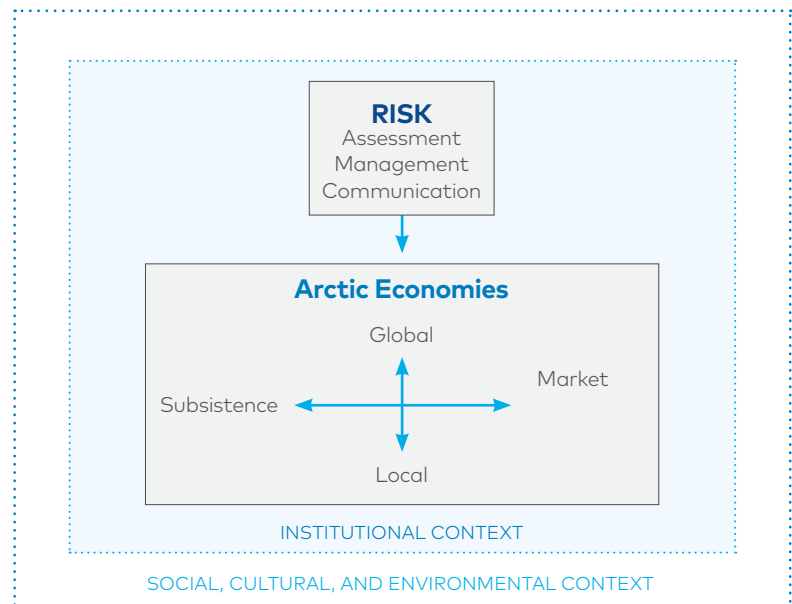 RISK
Assessment
Management
Communication
Arctic Economies
Global
Market
Subsistence
Local
INSTITUTIONAL CONTEXT
SOCIAL, CULTURAL, AND ENVIRONMENTAL CONTEXT